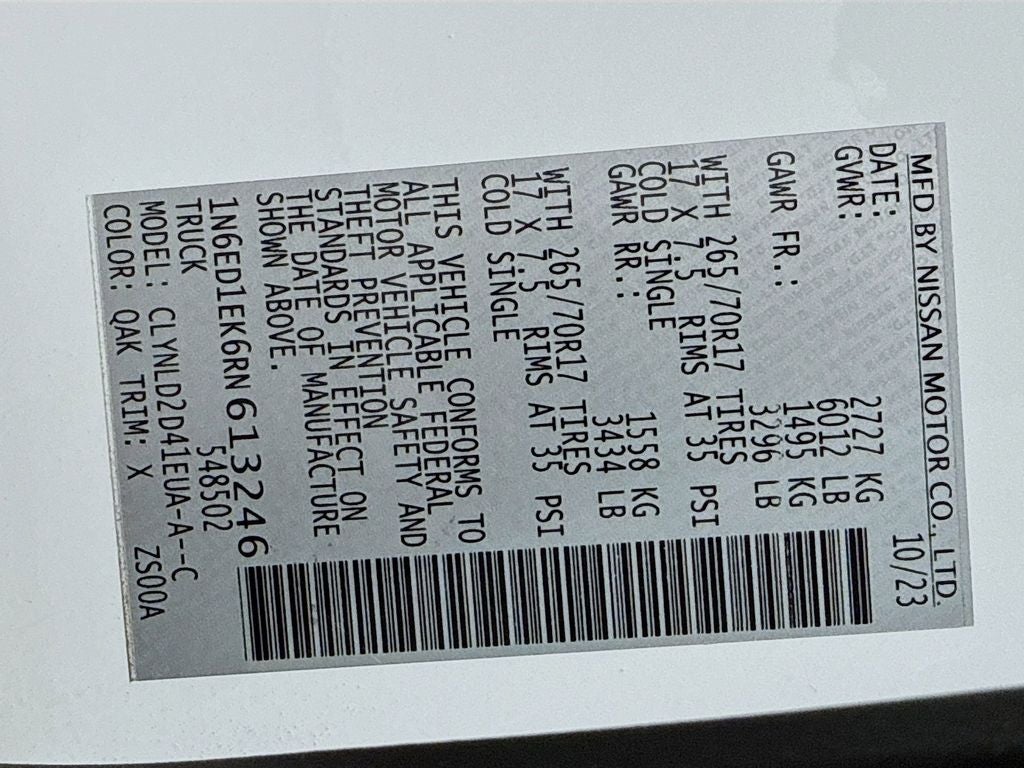 MFD BY NISSAN MOTOR CO., LTD.
DATE: 10/23
GVWR: 2727 KG
6012 LB
GAWR FR.: 1495 KG
3296 LB
WITH 265/70R17 TIRES
17 X 7.5 RIMS AT 35 PSI
COLD SINGLE
GAWR RR.: 1558 KG
3434 LB
WITH 265/70R17 TIRES
17 X 7.5 RIMS AT 35 PSI
COLD SINGLE
THIS VEHICLE CONFORMS TO
ALL APPLICABLE FEDERAL
MOTOR VEHICLE SAFETY AND
THEFT PREVENTION
STANDARDS IN EFFECT ON
THE DATE OF MANUFACTURE
SHOWN ABOVE.
1N6ED1EK6RN613246
TRUCK 548502
MODEL: CLYNLD2D41EUA-A--C
COLOR: QAK TRIM: X ZS00A